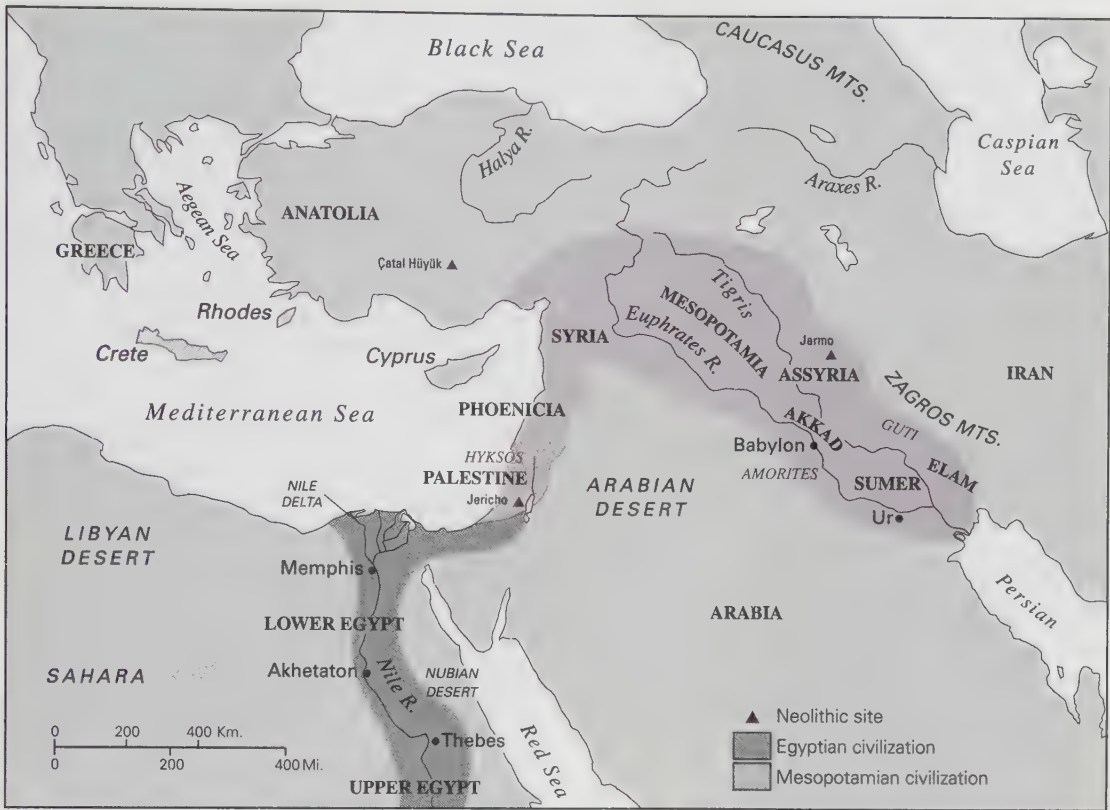 Black Sea
CAUCASUS MTS.
Caspian
Sea
Halya R.
Araxes R.
Aegean Sea
ANATOLIA
GREECE
Çatal Hüyük
Rhodes
Crete
Cyprus
SYRIA
Tigris
MESOPOTAMIA
Euphrates R.
Jarmo
ASSYRIA
IRAN
ZAGROS MTS.
Mediterranean Sea
PHOENICIA
AKKAD
GUTI
Babylon
HYKSOS
AMORITES
ELAM
PALESTINE
SUMER
Jericho
NILE
DELTA
ARABIAN
DESERT
Ur
LIBYAN
DESERT
Memphis
Persian
LOWER EGYPT
ARABIA
Akhetaton
Nile R.
NUBIAN
DESERT
SAHARA
Red Sea
Thebes
UPPER EGYPT
0 200 400 Km.
0 200 400 Mi.
Neolithic site
Egyptian civilization
Mesopotamian civilization